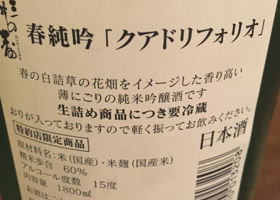 春純吟「クアドリフォリオ」
春の白詰草の花畑をイメージした香り高い
薄にごりの純米吟醸酒です
生詰め商品につき要冷蔵
おりが入っておりますので軽く振ってお飲みください。
特約店限定商品
日本酒
原材料名：米(国産)・米麹(国産米)
精米歩合 60%
アルコール度数 15度
内容量 1800ml